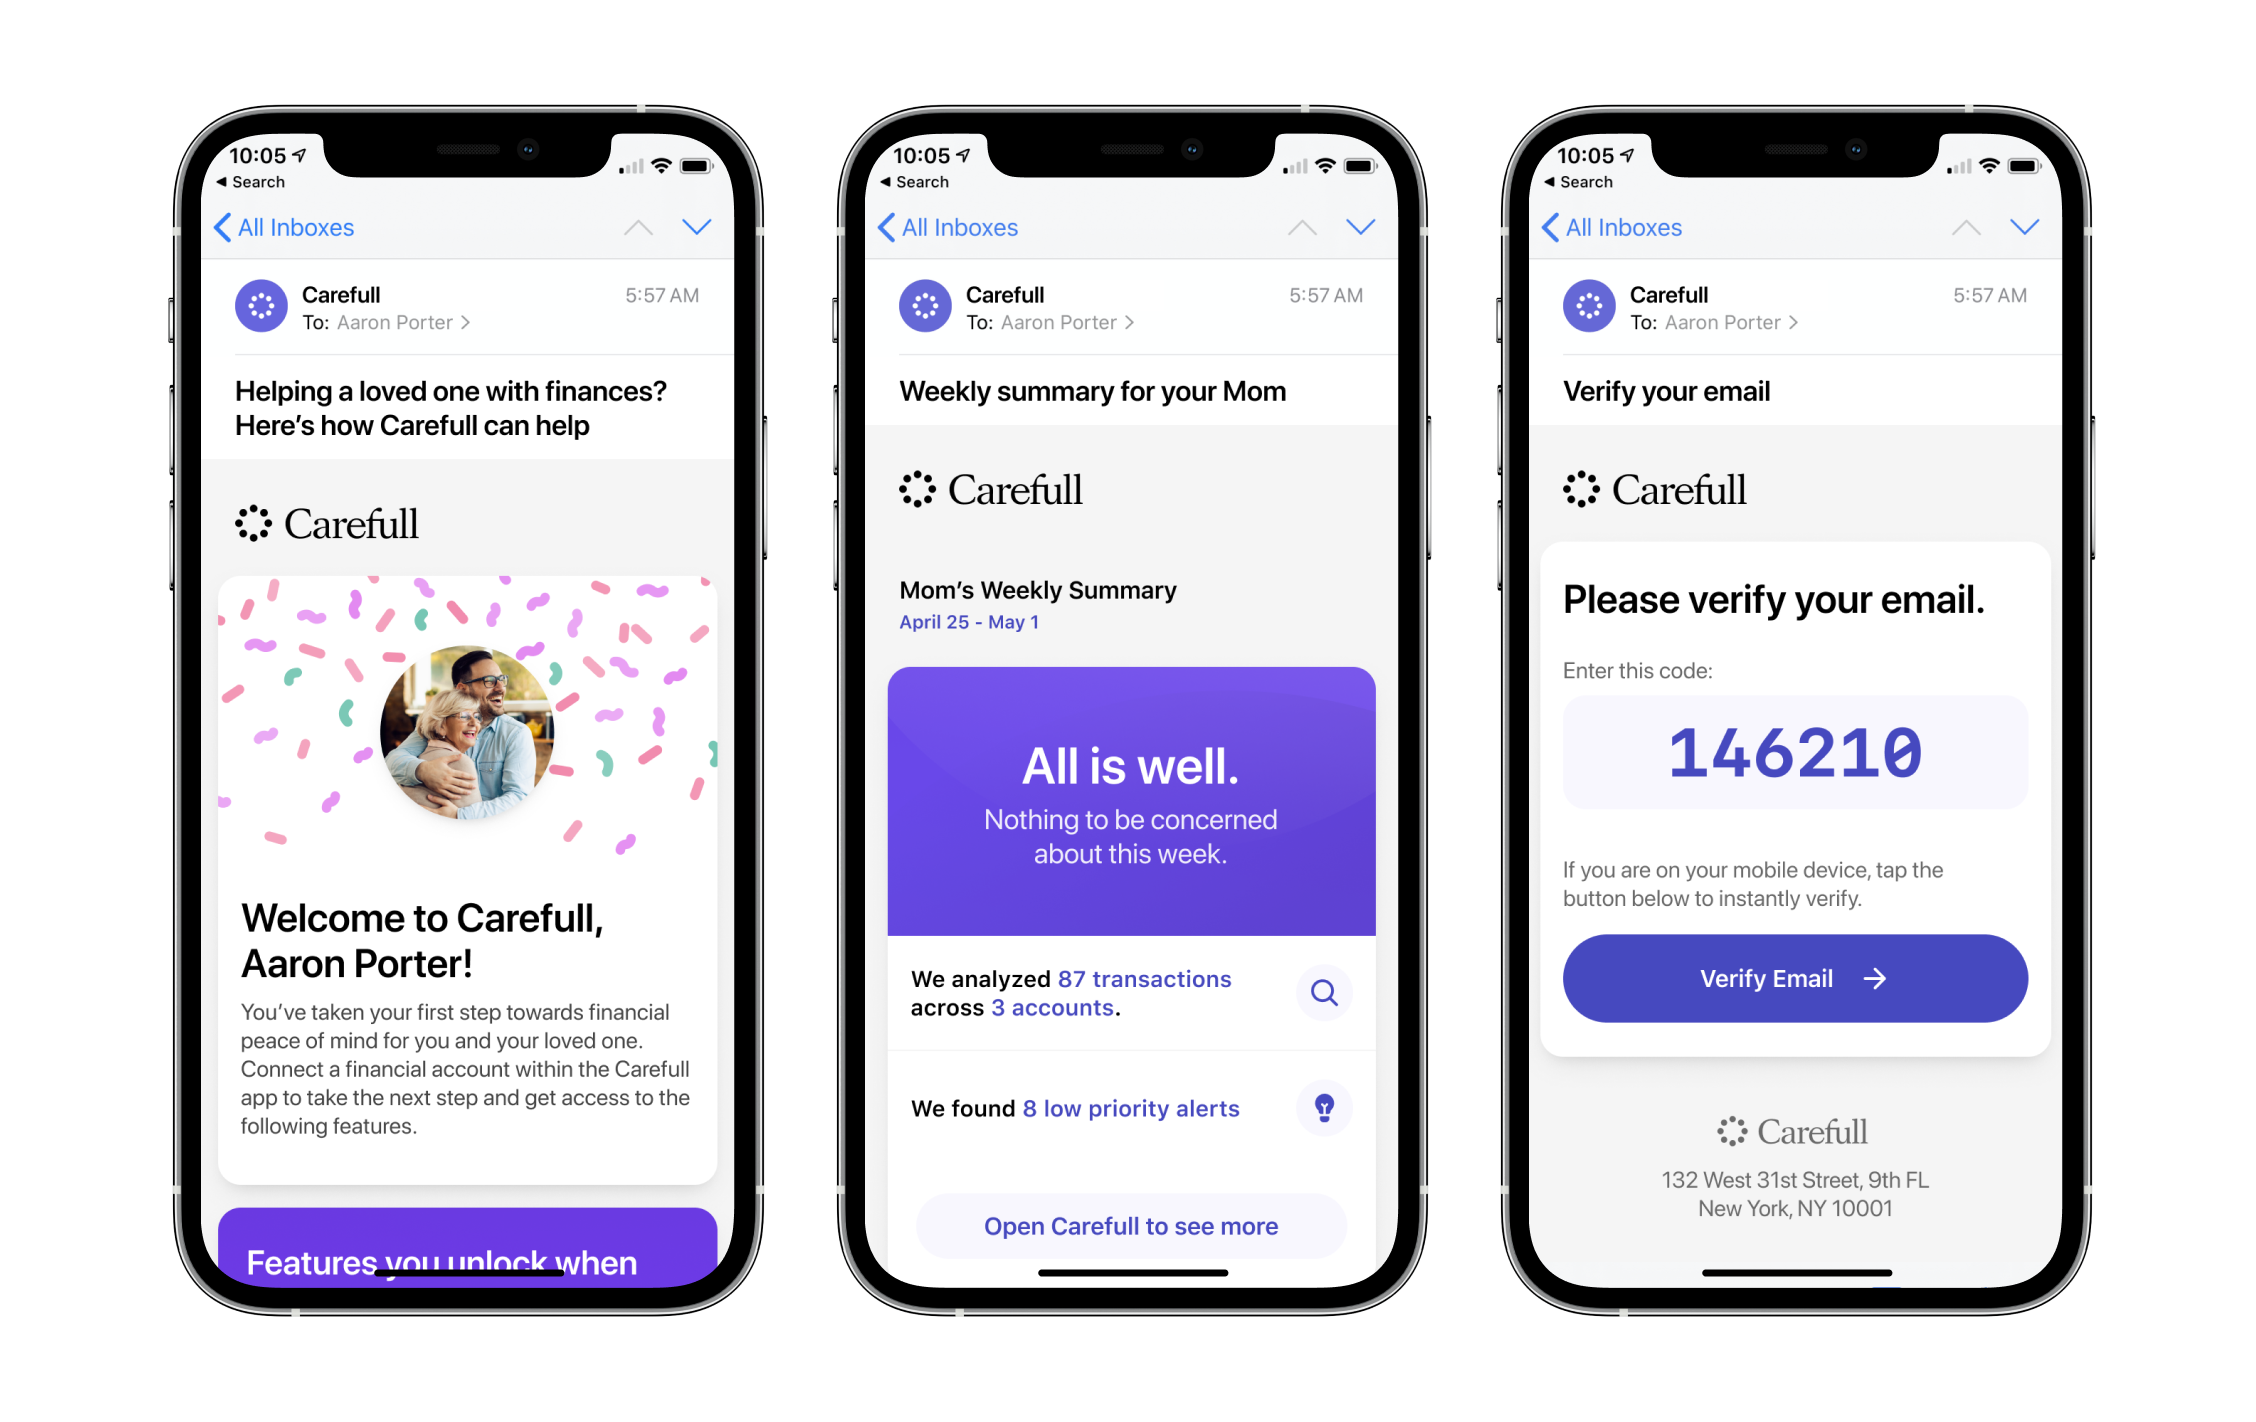 10:05
◀ Search
All Inboxes
Carefull
5:57 AM
To: Aaron Porter
Helping a loved one with finances?
Here’s how Carefull can help
Carefull
Welcome to Carefull,
Aaron Porter!
You’ve taken your first step towards financial
peace of mind for you and your loved one.
Connect a financial account within the Carefull
app to take the next step and get access to the
following features.
Features you unlock when
10:05
◀ Search
All Inboxes
Carefull
5:57 AM
To: Aaron Porter
Weekly summary for your Mom
Carefull
Mom’s Weekly Summary
April 25 - May 1
All is well.
Nothing to be concerned
about this week.
We analyzed 87 transactions
across 3 accounts.
We found 8 low priority alerts
Open Carefull to see more
10:05
◀ Search
All Inboxes
Carefull
5:57 AM
To: Aaron Porter
Verify your email
Carefull
Please verify your email.
Enter this code:
146210
If you are on your mobile device, tap the
button below to instantly verify.
Verify Email →
Carefull
132 West 31st Street, 9th FL
New York, NY 10001